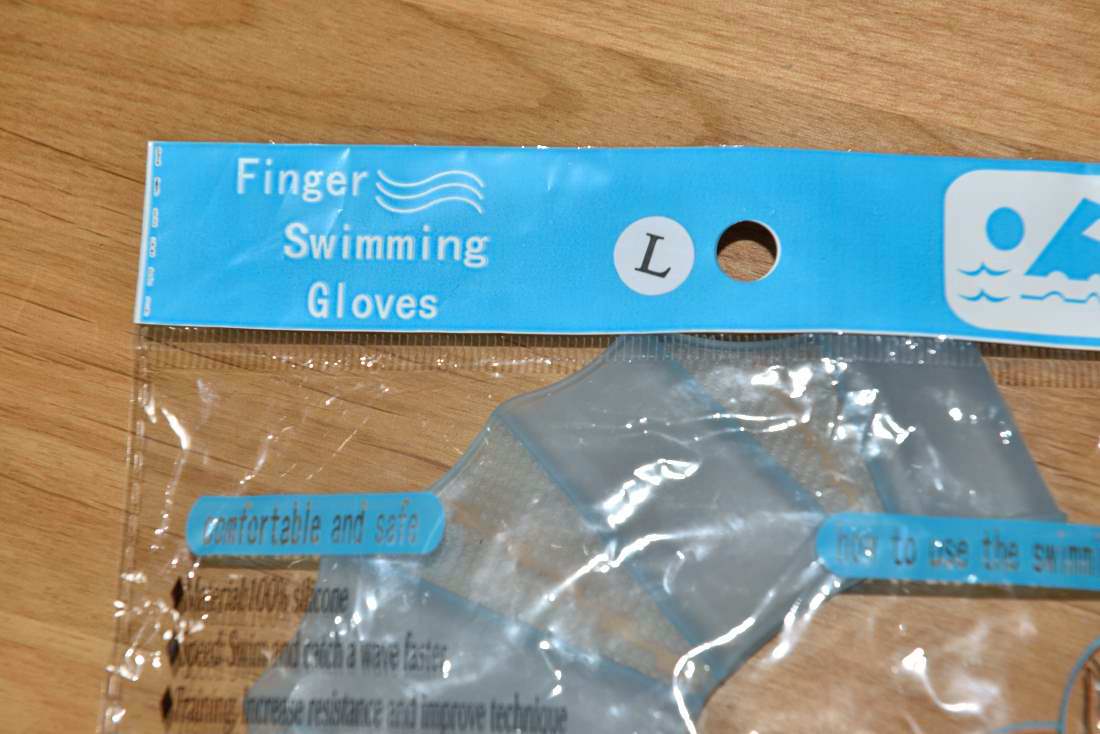 Finger
Swimming
Gloves
L
comfortable and safe
how to use the swimmi
◆Material:100% silicone
◆Speed: Swim and catch a wave faster
◆Training, increase resistance and improve technique